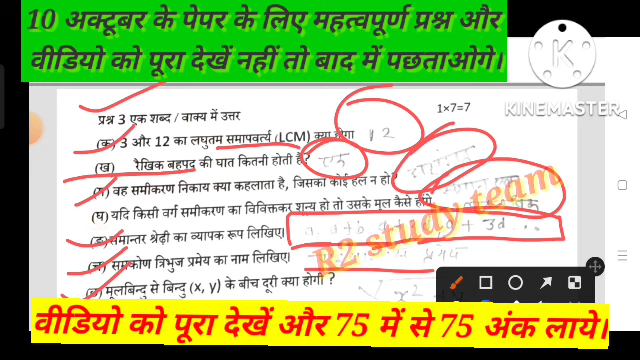 10 अक्टूबर के पेपर के लिए महत्वपूर्ण प्रश्न और
वीडियो को पूरा देखें नहीं तो बाद में पछताओगे।
K
KINEMASTER
प्रश्न 3 एक शब्द / वाक्य में उत्तर
1×7=7
(क) 3 और 12 का लघुतम समापवर्त्य (LCM) क्या होगा
12
(ख) रैखिक बहुपद की घात कितनी होती है?
एक
(ग) वह समीकरण निकाय क्या कहलाता है, जिसका कोई हल न हो?
(घ) यदि किसी वर्ग समीकरण का विविक्तकर शून्य हो तो उसके मूल कैसे होंगे
(ङ) समान्तर श्रेढ़ी का व्यापक रूप लिखिए।
(च) समकोण त्रिभुज प्रमेय का नाम लिखिए।
(छ) मूलबिन्दु से बिन्दु (x, y) के बीच दूरी क्या होगी ?
R2 study team
वीडियो को पूरा देखें और 75 में से 75 अंक लाये।